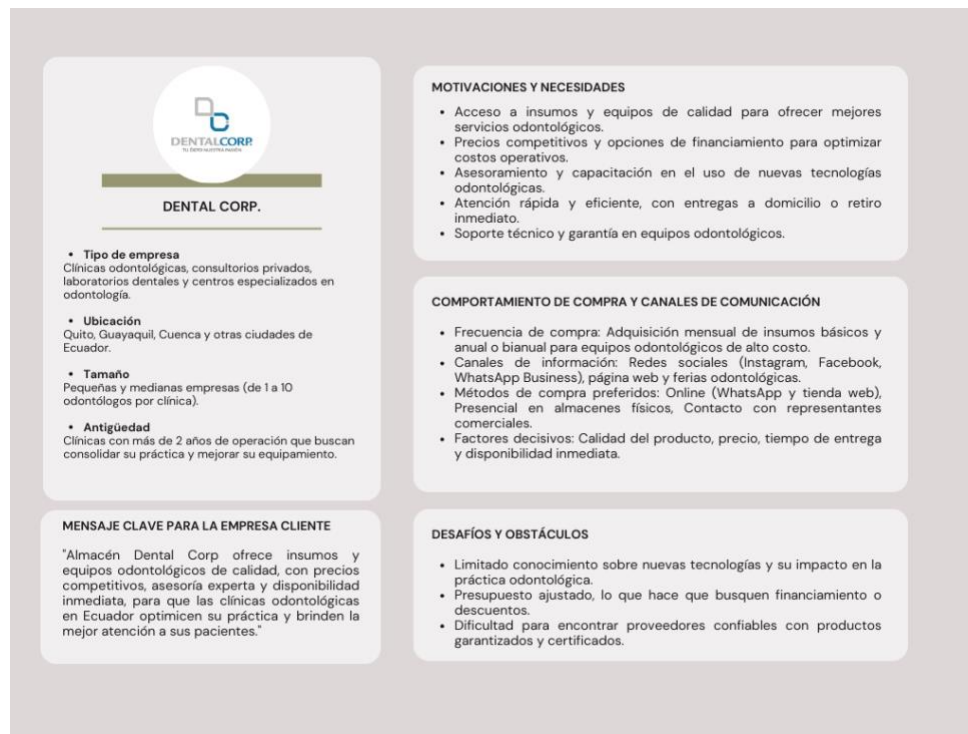 DENTALCORP.
DENTAL CORP.
• Tipo de empresa
Clínicas odontológicas, consultorios privados,
laboratorios dentales y centros especializados en
odontología.
• Ubicación
Quito, Guayaquil, Cuenca y otras ciudades de
Ecuador.
• Tamaño
Pequeñas y medianas empresas (de 1 a 10
odontólogos por clínica).
• Antigüedad
Clínicas con más de 2 años de operación que buscan
consolidar su práctica y mejorar su equipamiento.
MENSAJE CLAVE PARA LA EMPRESA CLIENTE
"Almacén Dental Corp ofrece insumos y
equipos odontológicos de calidad, con precios
competitivos, asesoría experta y disponibilidad
inmediata, para que las clínicas odontológicas
en Ecuador optimicen su práctica y brinden la
mejor atención a sus pacientes."
MOTIVACIONES Y NECESIDADES
• Acceso a insumos y equipos de calidad para ofrecer mejores
servicios odontológicos.
• Precios competitivos y opciones de financiamiento para optimizar
costos operativos.
• Asesoramiento y capacitación en el uso de nuevas tecnologías
odontológicas.
• Atención rápida y eficiente, con entregas a domicilio o retiro
inmediato.
• Soporte técnico y garantía en equipos odontológicos.
COMPORTAMIENTO DE COMPRA Y CANALES DE COMUNICACIÓN
• Frecuencia de compra: Adquisición mensual de insumos básicos y
anual o bianual para equipos odontológicos de alto costo.
• Canales de información: Redes sociales (Instagram, Facebook,
WhatsApp Business), página web y ferias odontológicas.
• Métodos de compra preferidos: Online (WhatsApp y tienda web),
Presencial en almacenes físicos, Contacto con representantes
comerciales.
• Factores decisivos: Calidad del producto, precio, tiempo de entrega
y disponibilidad inmediata.
DESAFÍOS Y OBSTÁCULOS
• Limitado conocimiento sobre nuevas tecnologías y su impacto en la
práctica odontológica.
• Presupuesto ajustado, lo que hace que busquen financiamiento o
descuentos.
• Dificultad para encontrar proveedores confiables con productos
garantizados y certificados.